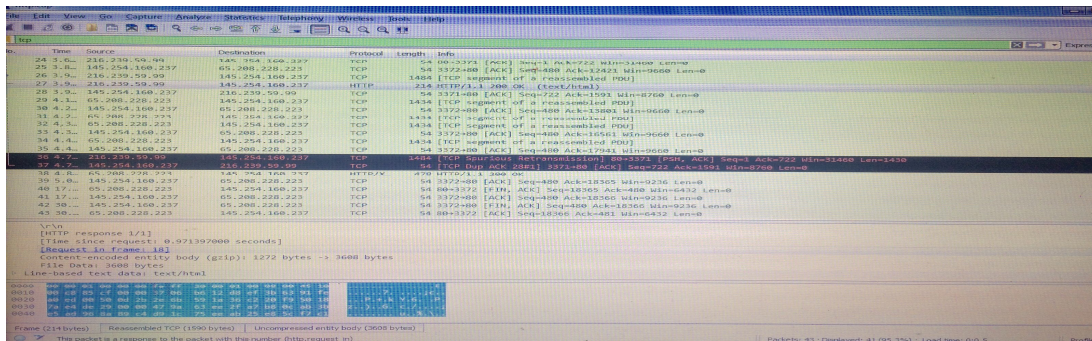 File Edit View Go Capture Analyze Statistics Telephony Wireless Tools Help
tcp
Expres
No. Time Source Destination Protocol Length Info
24 3.6… 216.239.59.99 145.254.160.237 TCP 54 80→3371 [ACK] Seq=1 Ack=722 Win=31460 Len=0
25 3.8… 145.254.160.237 65.208.228.223 TCP 54 3372→80 [ACK] Seq=480 Ack=12421 Win=9660 Len=0
26 3.9… 216.239.59.99 145.254.160.237 TCP 1484 [TCP segment of a reassembled PDU]
27 3.9… 216.239.59.99 145.254.160.237 HTTP 214 HTTP/1.1 200 OK (text/html)
28 3.9… 145.254.160.237 216.239.59.99 TCP 54 3371→80 [ACK] Seq=722 Ack=1591 Win=8760 Len=0
29 4.1… 65.208.228.223 145.254.160.237 TCP 1434 [TCP segment of a reassembled PDU]
30 4.2… 145.254.160.237 65.208.228.223 TCP 54 3372→80 [ACK] Seq=480 Ack=13801 Win=9660 Len=0
31 4.2… 65.208.228.223 145.254.160.237 TCP 1434 [TCP segment of a reassembled PDU]
32 4.3… 65.208.228.223 145.254.160.237 TCP 1434 [TCP segment of a reassembled PDU]
33 4.3… 145.254.160.237 65.208.228.223 TCP 54 3372→80 [ACK] Seq=480 Ack=16561 Win=9660 Len=0
34 4.4… 65.208.228.223 145.254.160.237 TCP 1434 [TCP segment of a reassembled PDU]
35 4.4… 145.254.160.237 65.208.228.223 TCP 54 3372→80 [ACK] Seq=480 Ack=17941 Win=9660 Len=0
36 4.7… 216.239.59.99 145.254.160.237 TCP 1484 [TCP Spurious Retransmission] 80→3371 [PSH, ACK] Seq=1 Ack=722 Win=31460 Len=1430
37 4.7… 145.254.160.237 216.239.59.99 TCP 54 [TCP Dup ACK 28#1] 3371→80 [ACK] Seq=722 Ack=1591 Win=8760 Len=0
38 4.8… 65.208.228.223 145.254.160.237 HTTP/X… 478 HTTP/1.1 200 OK
39 5.0… 145.254.160.237 65.208.228.223 TCP 54 3372→80 [ACK] Seq=480 Ack=18365 Win=9236 Len=0
40 17.… 65.208.228.223 145.254.160.237 TCP 54 80→3372 [FIN, ACK] Seq=18365 Ack=480 Win=6432 Len=0
41 17.… 145.254.160.237 65.208.228.223 TCP 54 3372→80 [ACK] Seq=480 Ack=18366 Win=9236 Len=0
42 30.… 145.254.160.237 65.208.228.223 TCP 54 3372→80 [FIN, ACK] Seq=480 Ack=18366 Win=9236 Len=0
43 30.… 65.208.228.223 145.254.160.237 TCP 54 80→3372 [ACK] Seq=18366 Ack=481 Win=6432 Len=0
\r\n
[HTTP response 1/1]
[Time since request: 0.971397000 seconds]
[Request in frame: 18]
Content-encoded entity body (gzip): 1272 bytes -> 3608 bytes
File Data: 3608 bytes
Line-based text data: text/html
0000
0010
0020
0030
0040
Frame (214 bytes) Reassembled TCP (1590 bytes) Uncompressed entity body (3608 bytes)
This packet is a response to the packet with this number (http.request_in)
Packets: 43 · Displayed: 41 (95.3%) · Load time: 0:0.5